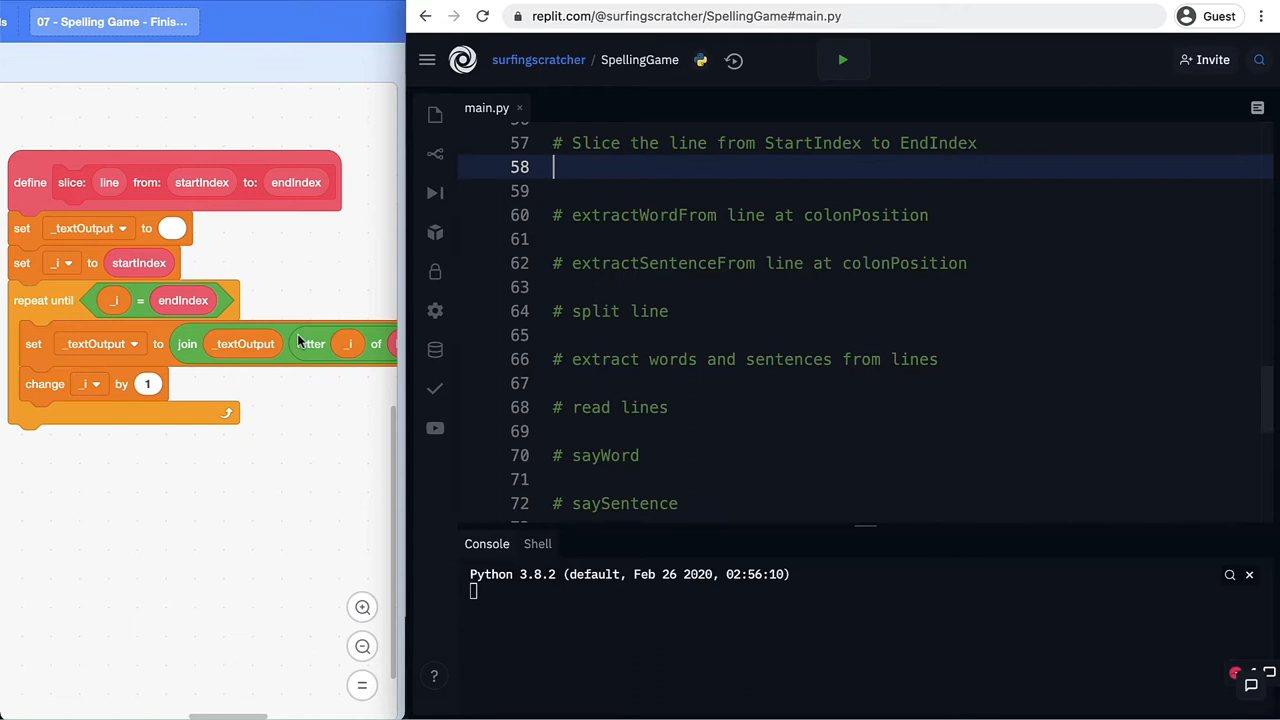 07 - Spelling Game - Finis...
define slice: line from: startIndex to: endIndex
set _textOutput to
set _i to startIndex
repeat until _i = endIndex
set _textOutput to join _textOutput letter _i of
change _i by 1
replit.com/@surfingscratcher/SpellingGame#main.py
Guest
surfingscratcher / SpellingGame
Invite
main.py
57 # Slice the line from StartIndex to EndIndex
58
59
60 # extractWordFrom line at colonPosition
61
62 # extractSentenceFrom line at colonPosition
63
64 # split line
65
66 # extract words and sentences from lines
67
68 # read lines
69
70 # sayWord
71
72 # saySentence
Console Shell
Python 3.8.2 (default, Feb 26 2020, 02:56:10)